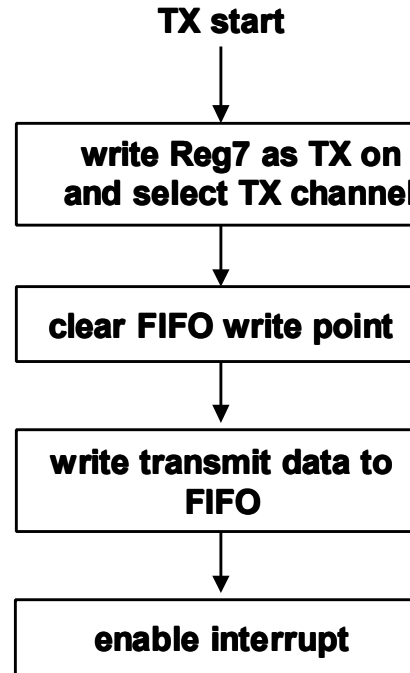 TX start
write Reg7 as TX on
and select TX channel
clear FIFO write point
write transmit data to
FIFO
enable interrupt